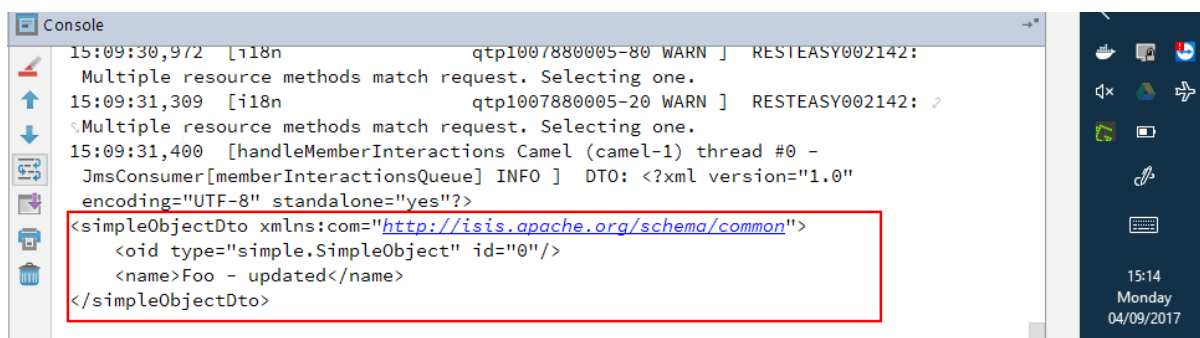 Console
15:09:30,972 [i18n qtp1007880005-80 WARN ] RESTEASY002142:
Multiple resource methods match request. Selecting one.
15:09:31,309 [i18n qtp1007880005-20 WARN ] RESTEASY002142:
Multiple resource methods match request. Selecting one.
15:09:31,400 [handleMemberInteractions Camel (camel-1) thread #0 -
JmsConsumer[memberInteractionsQueue] INFO ] DTO: <?xml version="1.0"
encoding="UTF-8" standalone="yes"?>
<simpleObjectDto xmlns:com="http://isis.apache.org/schema/common">
<oid type="simple.SimpleObject" id="0"/>
<name>Foo - updated</name>
</simpleObjectDto>
15:14
Monday
04/09/2017